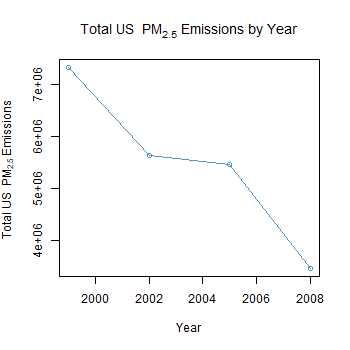 Total US PM2.5 Emissions by Year
Total US PM2.5 Emissions
7e+06
6e+06
5e+06
4e+06
2000 2002 2004 2006 2008
Year